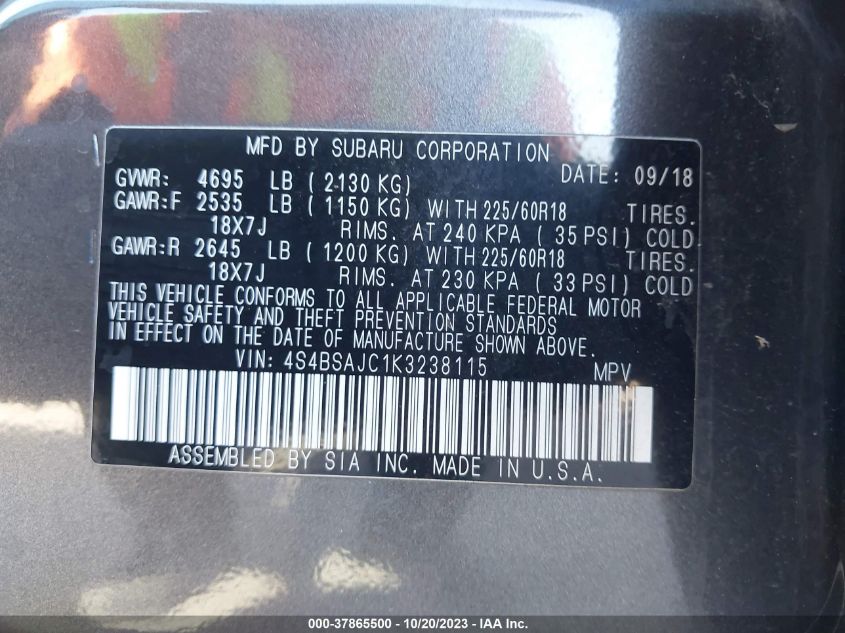 MFD BY SUBARU CORPORATION
GVWR: 4695 LB ( 2130 KG) DATE: 09/18
GAWR:F 2535 LB ( 1150 KG) WITH 225/60R18 TIRES.
18X7J RIMS. AT 240 KPA ( 35 PSI) COLD
GAWR:R 2645 LB ( 1200 KG) WITH 225/60R18 TIRES.
18X7J RIMS. AT 230 KPA ( 33 PSI) COLD
THIS VEHICLE CONFORMS TO ALL APPLICABLE FEDERAL MOTOR
VEHICLE SAFETY AND THEFT PREVENTION STANDARDS
IN EFFECT ON THE DATE OF MANUFACTURE SHOWN ABOVE.
VIN: 4S4BSAJC1K3238115 MPV
ASSEMBLED BY SIA INC. MADE IN U.S.A.
000-37865500 - 10/20/2023 - IAA Inc.